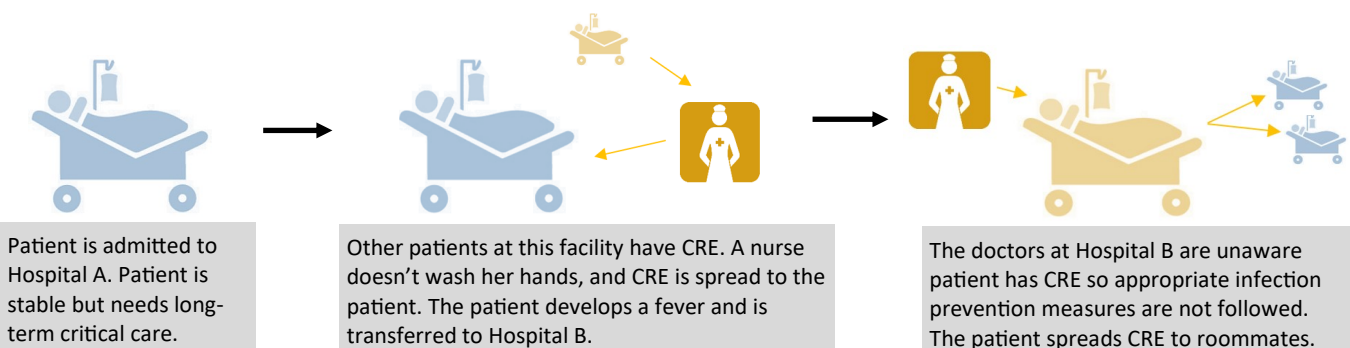 Patient is admitted to
Hospital A. Patient is
stable but needs long-
term critical care.
Other patients at this facility have CRE. A nurse
doesn’t wash her hands, and CRE is spread to the
patient. The patient develops a fever and is
transferred to Hospital B.
The doctors at Hospital B are unaware
patient has CRE so appropriate infection
prevention measures are not followed.
The patient spreads CRE to roommates.